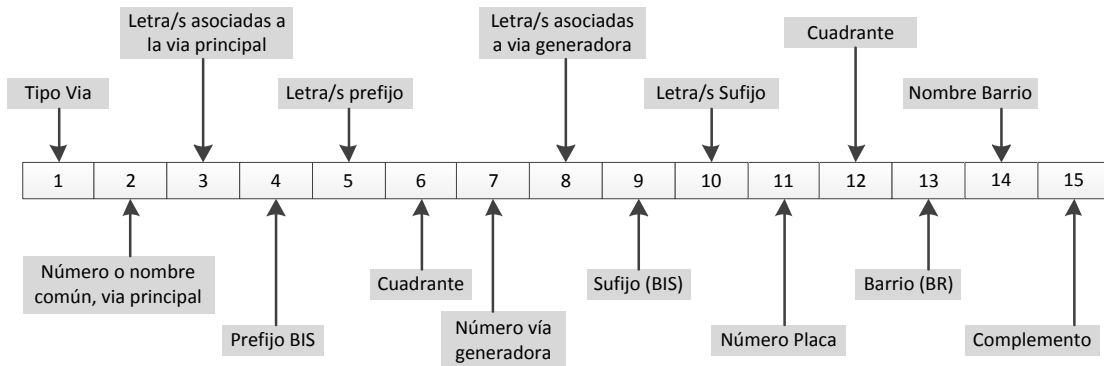 Letra/s asociadas a
la via principal
Letra/s asociadas
a via generadora
Cuadrante
Tipo Via
Letra/s prefijo
Letra/s Sufijo
Nombre Barrio
1 2 3 4 5 6 7 8 9 10 11 12 13 14 15
Número o nombre
común, via principal
Cuadrante
Sufijo (BIS)
Barrio (BR)
Prefijo BIS
Número vía
generadora
Número Placa
Complemento